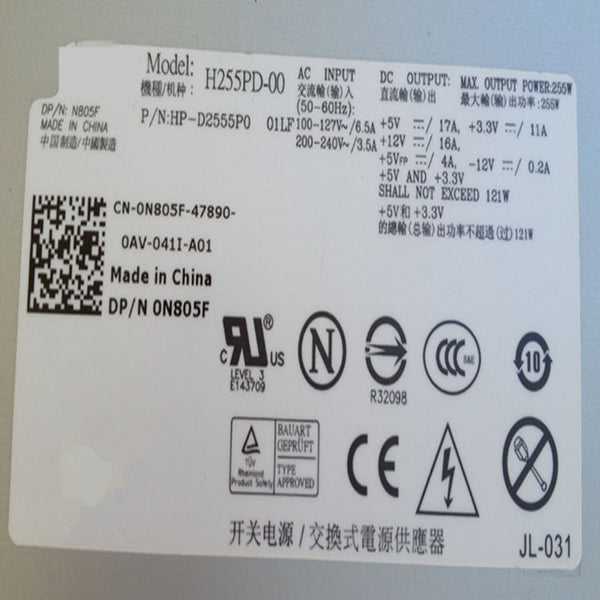 Model: H255PD-00
機種/机种:
P/N:HP-D2555P0 01LF
DP/N: N805F
MADE IN CHINA
中国制造/中國製造
AC INPUT
交流輸(输)入
(50-60Hz):
100-127V~/6.5A
200-240V~/3.5A
DC OUTPUT: MAX. OUTPUT POWER:255W
直流輸(输)出 最大輸(输)出功率:255W
+5V ⎓/ 17A, +3.3V ⎓/ 11A
+12V ⎓/ 16A,
+5VFP ⎓/ 4A, -12V ⎓/ 0.2A
+5V AND +3.3V
SHALL NOT EXCEED 121W
+5V和 +3.3V
的總輸(总输)出功率不超過(过)121W
CN-0N805F-47890-
0AV-041I-A01
Made in China
DP/N 0N805F
c RU ® US
LEVEL 3
E143709
N
R32098
CCC S&E
10
TÜV
Rheinland
Product Safety
BAUART
GEPRÜFT
TYPE
APPROVED
CE
开关电源/交換式電源供應器
JL-031